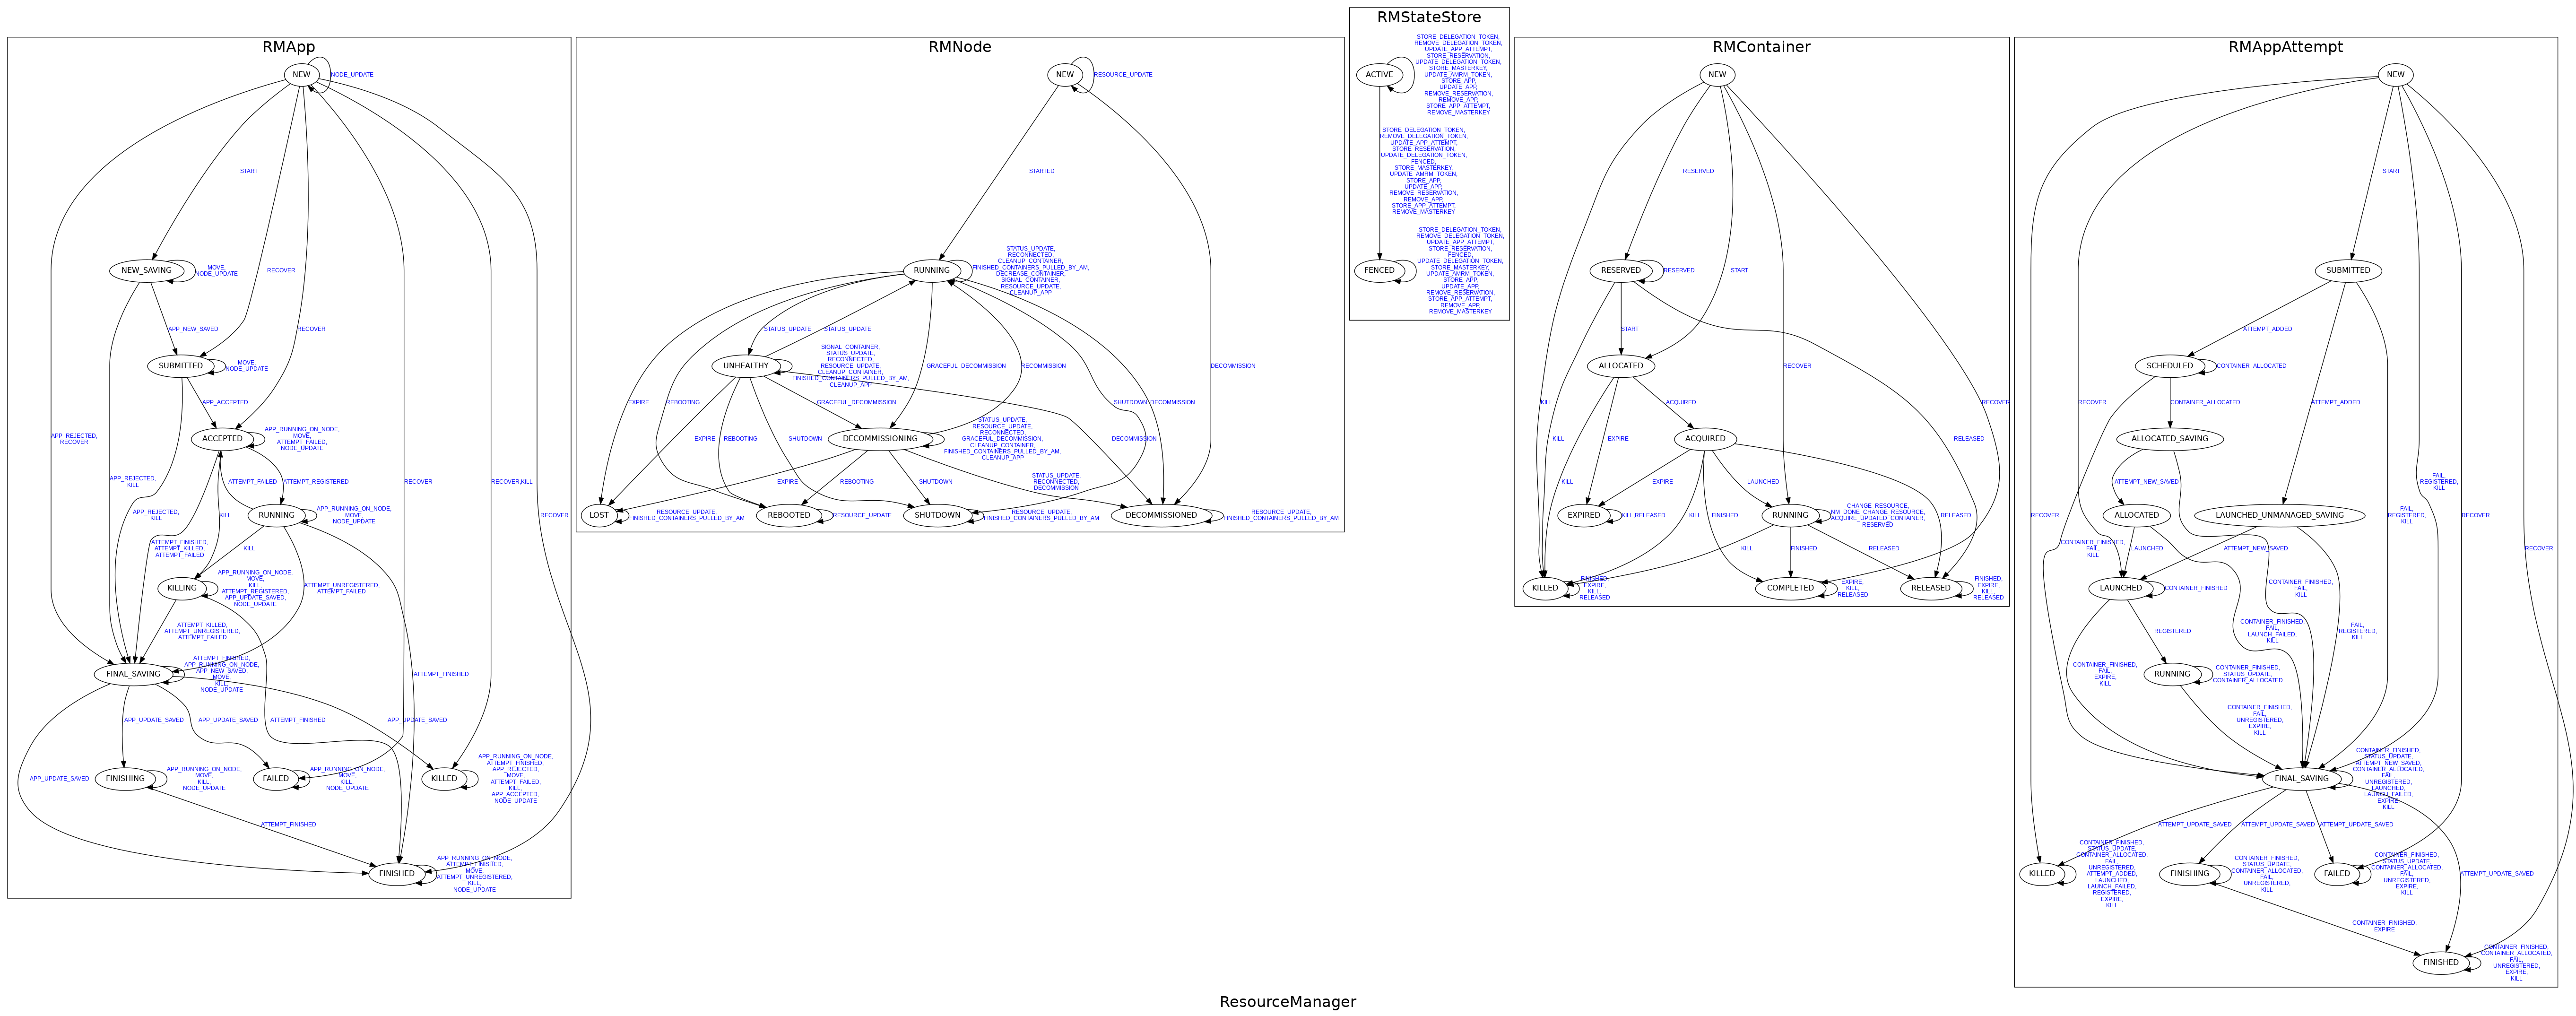 RMApp
NEW
NODE_UPDATE
START
RECOVER
NEW_SAVING
MOVE,
NODE_UPDATE
RECOVER
APP_NEW_SAVED
SUBMITTED
MOVE,
NODE_UPDATE
APP_ACCEPTED
APP_REJECTED,
RECOVER
ACCEPTED
APP_RUNNING_ON_NODE,
MOVE,
ATTEMPT_FAILED,
NODE_UPDATE
APP_REJECTED,
KILL
ATTEMPT_FAILED
ATTEMPT_REGISTERED
RECOVER
RECOVER,KILL
APP_REJECTED,
KILL
KILL
RUNNING
APP_RUNNING_ON_NODE,
MOVE,
NODE_UPDATE
RECOVER
ATTEMPT_FINISHED,
ATTEMPT_KILLED,
ATTEMPT_FAILED
KILL
KILLING
APP_RUNNING_ON_NODE,
MOVE,
KILL,
ATTEMPT_REGISTERED,
APP_UPDATE_SAVED,
NODE_UPDATE
ATTEMPT_UNREGISTERED,
ATTEMPT_FAILED
ATTEMPT_KILLED,
ATTEMPT_UNREGISTERED,
ATTEMPT_FAILED
FINAL_SAVING
ATTEMPT_FINISHED,
APP_RUNNING_ON_NODE,
APP_NEW_SAVED,
MOVE,
KILL,
NODE_UPDATE
ATTEMPT_FINISHED
APP_UPDATE_SAVED
APP_UPDATE_SAVED
ATTEMPT_FINISHED
APP_UPDATE_SAVED
APP_UPDATE_SAVED
FINISHING
APP_RUNNING_ON_NODE,
MOVE,
KILL,
NODE_UPDATE
FAILED
APP_RUNNING_ON_NODE,
MOVE,
KILL,
NODE_UPDATE
KILLED
APP_RUNNING_ON_NODE,
ATTEMPT_FINISHED,
APP_REJECTED,
MOVE,
ATTEMPT_FAILED,
KILL,
APP_ACCEPTED,
NODE_UPDATE
ATTEMPT_FINISHED
FINISHED
APP_RUNNING_ON_NODE,
ATTEMPT_FINISHED,
MOVE,
ATTEMPT_UNREGISTERED,
KILL,
NODE_UPDATE
RMNode
NEW
RESOURCE_UPDATE
STARTED
RUNNING
STATUS_UPDATE,
RECONNECTED,
CLEANUP_CONTAINER,
FINISHED_CONTAINERS_PULLED_BY_AM,
DECREASE_CONTAINER,
SIGNAL_CONTAINER,
RESOURCE_UPDATE,
CLEANUP_APP
STATUS_UPDATE
STATUS_UPDATE
UNHEALTHY
SIGNAL_CONTAINER,
STATUS_UPDATE,
RECONNECTED,
RESOURCE_UPDATE,
CLEANUP_CONTAINER,
FINISHED_CONTAINERS_PULLED_BY_AM,
CLEANUP_APP
GRACEFUL_DECOMMISSION
RECOMMISSION
DECOMMISSION
EXPIRE
REBOOTING
GRACEFUL_DECOMMISSION
SHUTDOWN
DECOMMISSION
EXPIRE
REBOOTING
SHUTDOWN
DECOMMISSIONING
STATUS_UPDATE,
RESOURCE_UPDATE,
RECONNECTED,
GRACEFUL_DECOMMISSION,
CLEANUP_CONTAINER,
FINISHED_CONTAINERS_PULLED_BY_AM,
CLEANUP_APP
DECOMMISSION
EXPIRE
REBOOTING
SHUTDOWN
STATUS_UPDATE,
RECONNECTED,
DECOMMISSION
LOST
RESOURCE_UPDATE,
FINISHED_CONTAINERS_PULLED_BY_AM
REBOOTED
RESOURCE_UPDATE
SHUTDOWN
RESOURCE_UPDATE,
FINISHED_CONTAINERS_PULLED_BY_AM
DECOMMISSIONED
RESOURCE_UPDATE,
FINISHED_CONTAINERS_PULLED_BY_AM
RMStateStore
ACTIVE
STORE_DELEGATION_TOKEN,
REMOVE_DELEGATION_TOKEN,
UPDATE_APP_ATTEMPT,
STORE_RESERVATION,
UPDATE_DELEGATION_TOKEN,
STORE_MASTERKEY,
UPDATE_AMRM_TOKEN,
STORE_APP,
UPDATE_APP,
REMOVE_RESERVATION,
REMOVE_APP,
STORE_APP_ATTEMPT,
REMOVE_MASTERKEY
STORE_DELEGATION_TOKEN,
REMOVE_DELEGATION_TOKEN,
UPDATE_APP_ATTEMPT,
STORE_RESERVATION,
UPDATE_DELEGATION_TOKEN,
FENCED,
STORE_MASTERKEY,
UPDATE_AMRM_TOKEN,
STORE_APP,
UPDATE_APP,
REMOVE_RESERVATION,
REMOVE_APP,
STORE_APP_ATTEMPT,
REMOVE_MASTERKEY
FENCED
STORE_DELEGATION_TOKEN,
REMOVE_DELEGATION_TOKEN,
UPDATE_APP_ATTEMPT,
STORE_RESERVATION,
FENCED,
UPDATE_DELEGATION_TOKEN,
STORE_MASTERKEY,
UPDATE_AMRM_TOKEN,
STORE_APP,
UPDATE_APP,
REMOVE_RESERVATION,
STORE_APP_ATTEMPT,
REMOVE_APP,
REMOVE_MASTERKEY
RMContainer
NEW
RESERVED
RESERVED
RESERVED
START
START
ALLOCATED
RECOVER
KILL
ACQUIRED
RECOVER
KILL
EXPIRE
ACQUIRED
RELEASED
KILL
EXPIRE
LAUNCHED
EXPIRED
KILL,RELEASED
KILL
FINISHED
RUNNING
CHANGE_RESOURCE,
NM_DONE_CHANGE_RESOURCE,
ACQUIRE_UPDATED_CONTAINER,
RESERVED
RELEASED
KILL
FINISHED
RELEASED
KILLED
FINISHED,
EXPIRE,
KILL,
RELEASED
COMPLETED
EXPIRE,
KILL,
RELEASED
RELEASED
FINISHED,
EXPIRE,
KILL,
RELEASED
RMAppAttempt
NEW
START
SUBMITTED
ATTEMPT_ADDED
SCHEDULED
CONTAINER_ALLOCATED
RECOVER
CONTAINER_ALLOCATED
ATTEMPT_ADDED
ALLOCATED_SAVING
ATTEMPT_NEW_SAVED
FAIL,
REGISTERED,
KILL
RECOVER
ALLOCATED
LAUNCHED_UNMANAGED_SAVING
FAIL,
REGISTERED,
KILL
RECOVER
CONTAINER_FINISHED,
FAIL,
KILL
LAUNCHED
ATTEMPT_NEW_SAVED
RECOVER
LAUNCHED
CONTAINER_FINISHED
CONTAINER_FINISHED,
FAIL,
KILL
REGISTERED
CONTAINER_FINISHED,
FAIL,
LAUNCH_FAILED,
KILL
FAIL,
REGISTERED,
KILL
CONTAINER_FINISHED,
FAIL,
EXPIRE,
KILL
RUNNING
CONTAINER_FINISHED,
STATUS_UPDATE,
CONTAINER_ALLOCATED
CONTAINER_FINISHED,
FAIL,
UNREGISTERED,
EXPIRE,
KILL
FINAL_SAVING
CONTAINER_FINISHED,
STATUS_UPDATE,
ATTEMPT_NEW_SAVED,
CONTAINER_ALLOCATED,
FAIL,
UNREGISTERED,
LAUNCHED,
LAUNCH_FAILED,
EXPIRE,
KILL
ATTEMPT_UPDATE_SAVED
ATTEMPT_UPDATE_SAVED
ATTEMPT_UPDATE_SAVED
KILLED
CONTAINER_FINISHED,
STATUS_UPDATE,
CONTAINER_ALLOCATED,
FAIL,
UNREGISTERED,
ATTEMPT_ADDED,
LAUNCHED,
LAUNCH_FAILED,
REGISTERED,
EXPIRE,
KILL
FINISHING
CONTAINER_FINISHED,
STATUS_UPDATE,
CONTAINER_ALLOCATED,
FAIL,
UNREGISTERED,
KILL
FAILED
CONTAINER_FINISHED,
STATUS_UPDATE,
CONTAINER_ALLOCATED,
FAIL,
UNREGISTERED,
EXPIRE,
KILL
ATTEMPT_UPDATE_SAVED
CONTAINER_FINISHED,
EXPIRE
FINISHED
CONTAINER_FINISHED,
CONTAINER_ALLOCATED,
FAIL,
UNREGISTERED,
EXPIRE,
KILL
ResourceManager